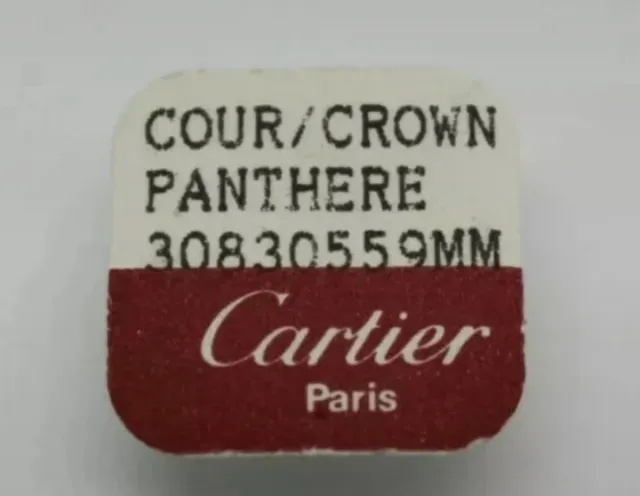 COUR/CROWN
PANTHERE
30830559MM
Cartier
Paris